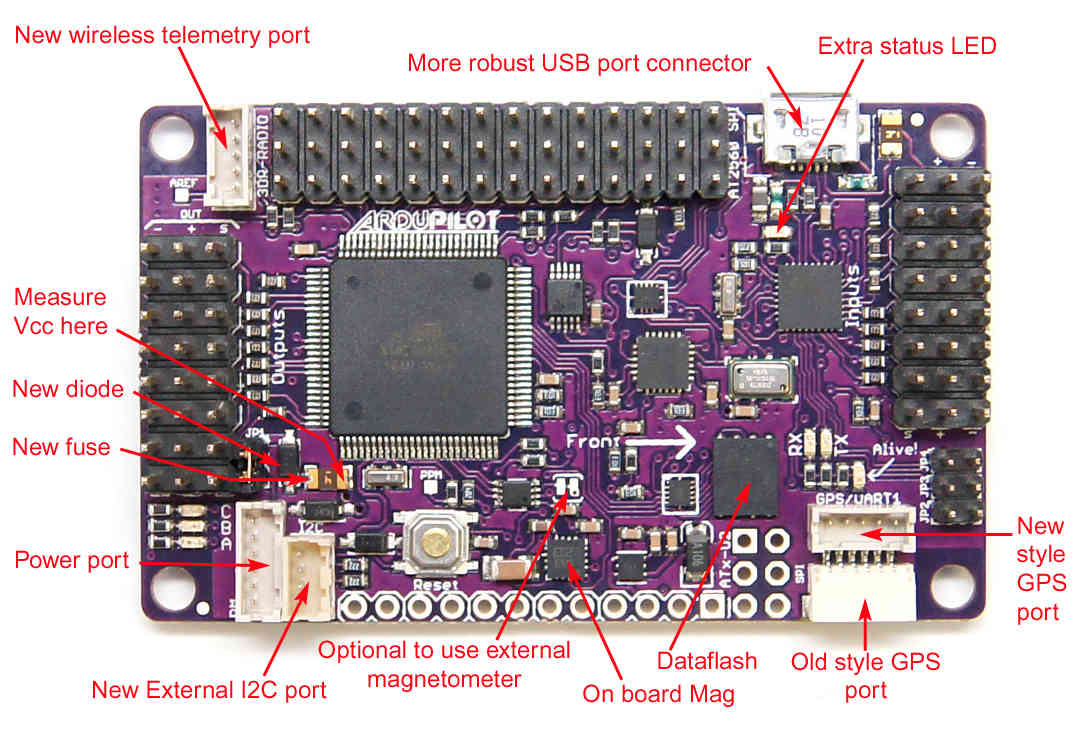 New wireless telemetry port
More robust USB port connector
Extra status LED
3DR-RADIO
AT2560 SPI
AREF
OUT
- + S
+ -
ARDUPILOT
Measure
Vcc here
Outputs
Inputs
New diode
New fuse
JP1
Front
RX
TX
Alive!
S + -
JP4
JP3
JP2
PPM
C
B
A
I2C
GPS/UART1
Power port
PM
Reset
SPI
New
style
GPS
port
New External I2C port
Optional to use external
magnetometer
On board Mag
Dataflash
Old style GPS
port